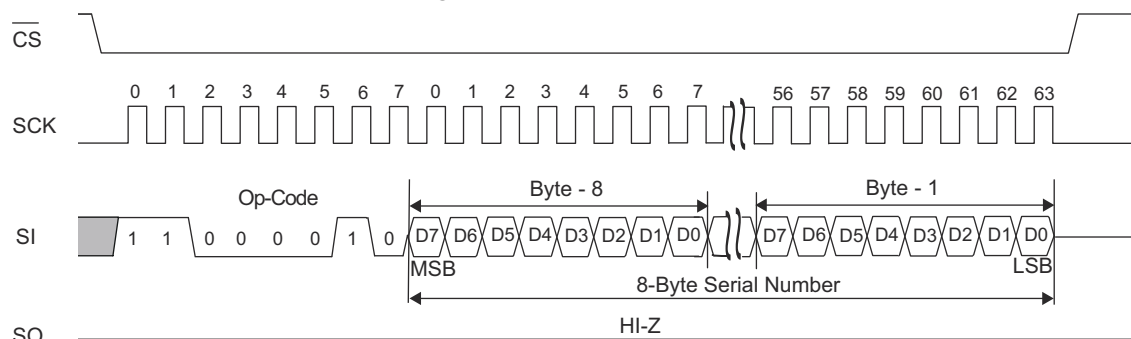 CS
0 1 2 3 4 5 6 7 0 1 2 3 4 5 6 7 56 57 58 59 60 61 62 63
SCK
Op-Code Byte - 8 Byte - 1
SI 1 1 0 0 0 0 1 0 D7 D6 D5 D4 D3 D2 D1 D0 D7 D6 D5 D4 D3 D2 D1 D0
MSB LSB
8-Byte Serial Number
HI-Z
SO